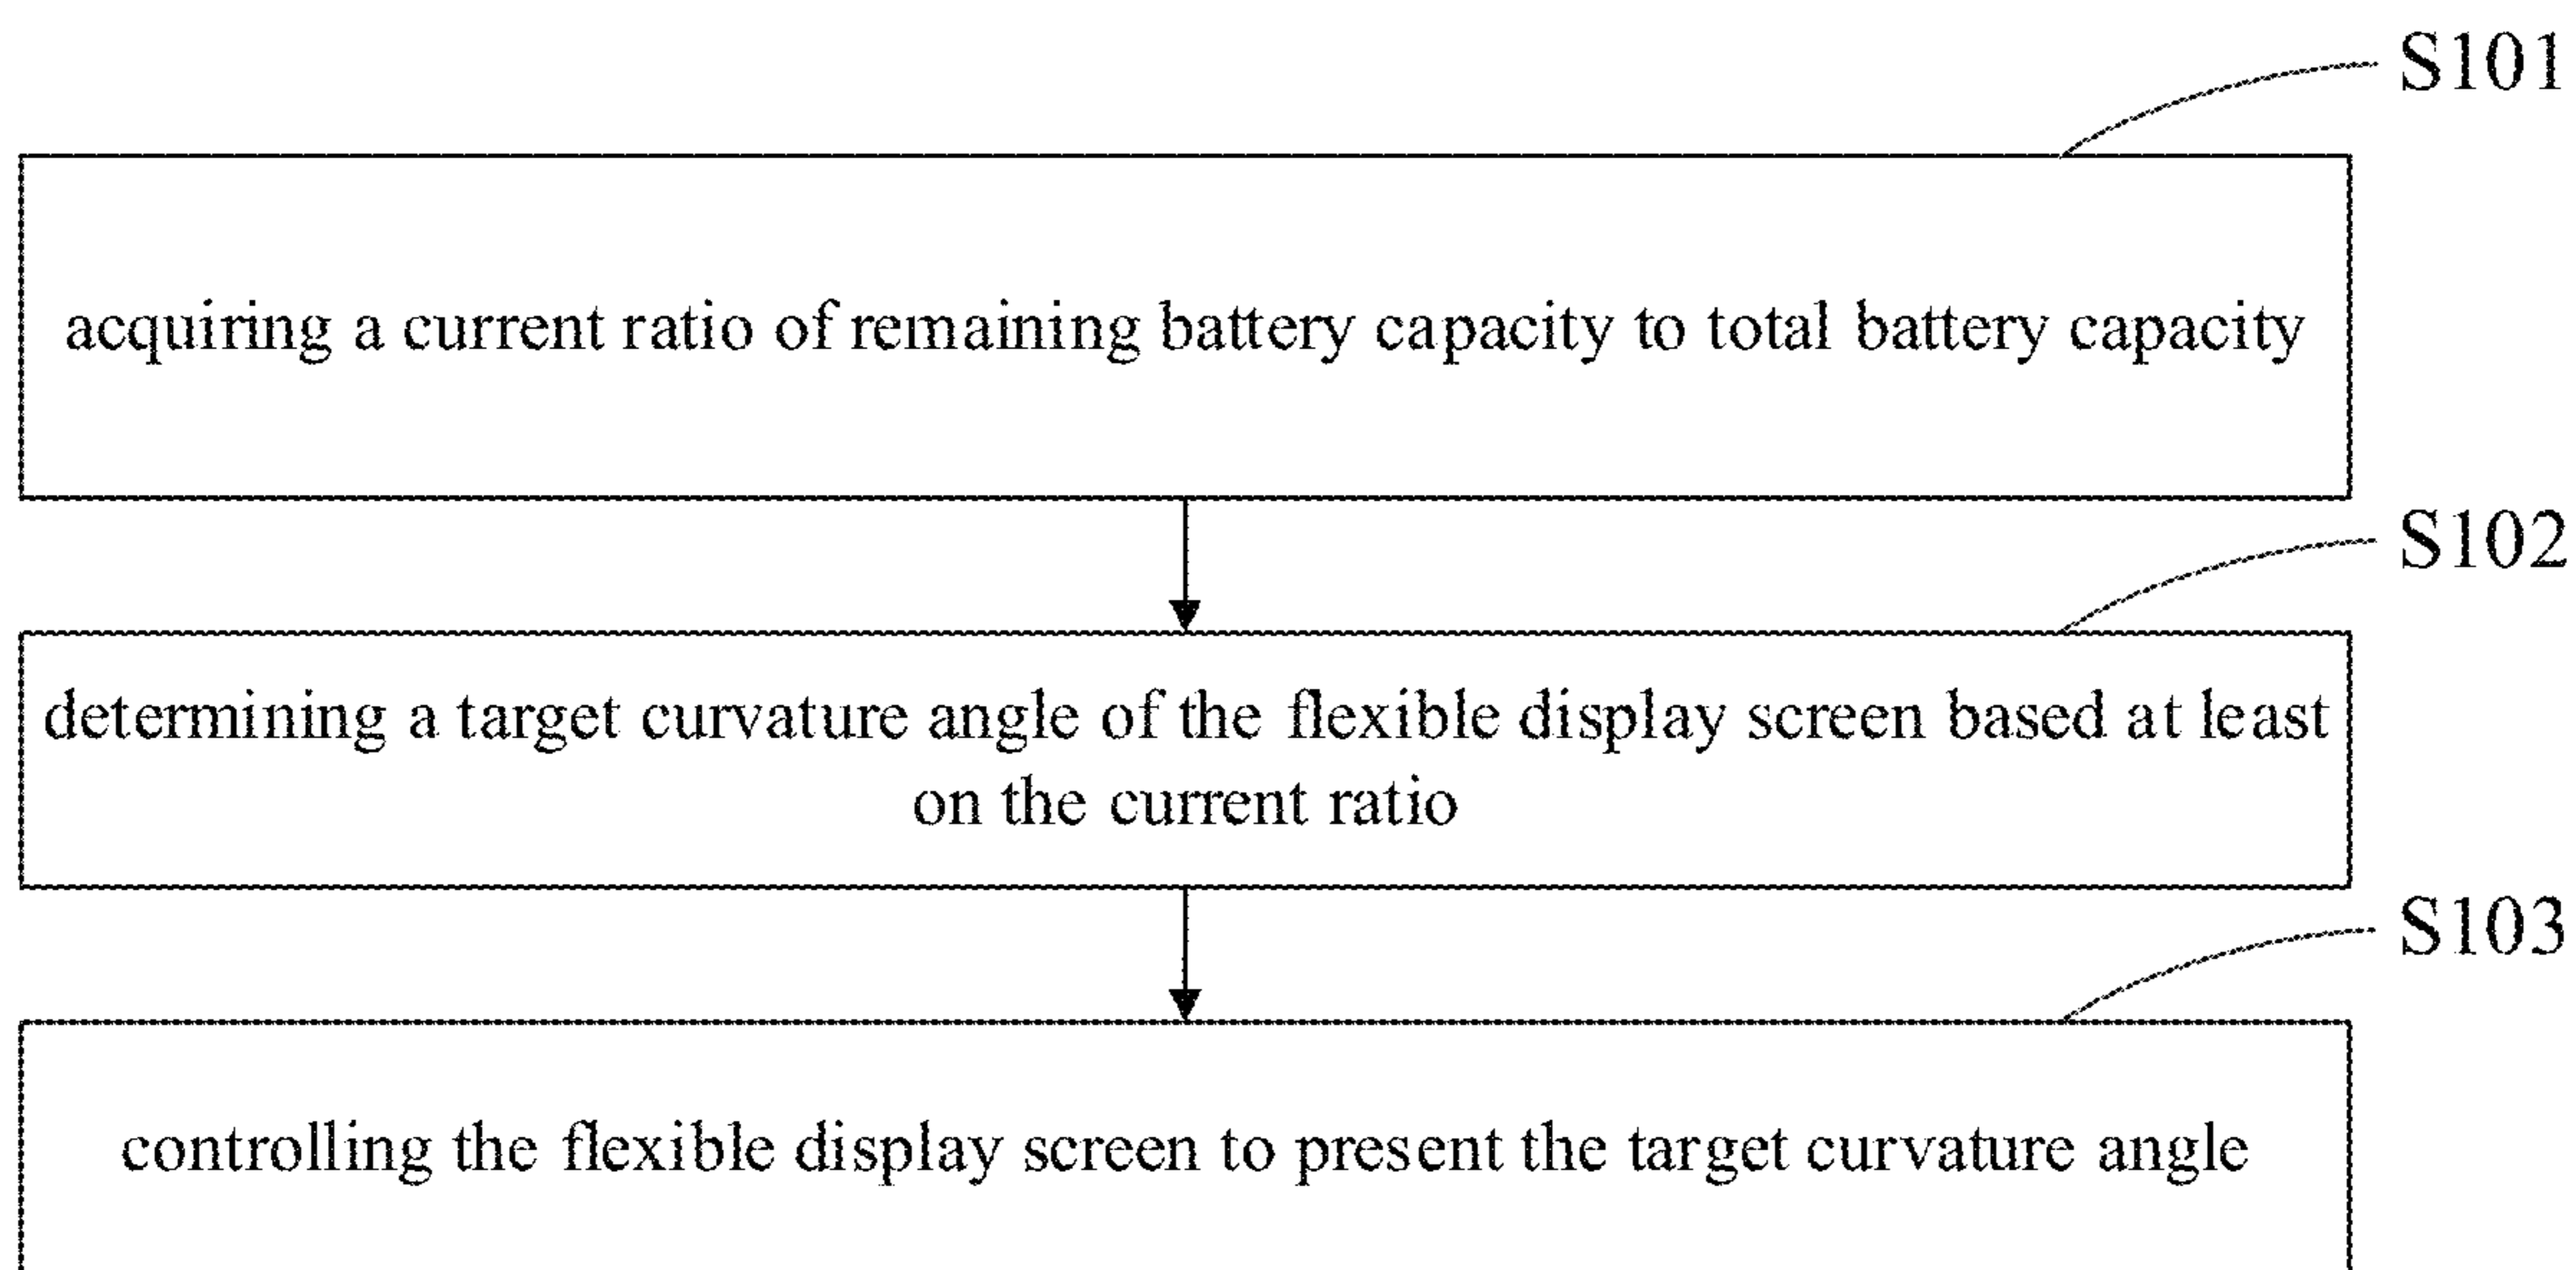 S101
acquiring a current ratio of remaining battery capacity to total battery capacity
S102
determining a target curvature angle of the flexible display screen based at least
on the current ratio
S103
controlling the flexible display screen to present the target curvature angle